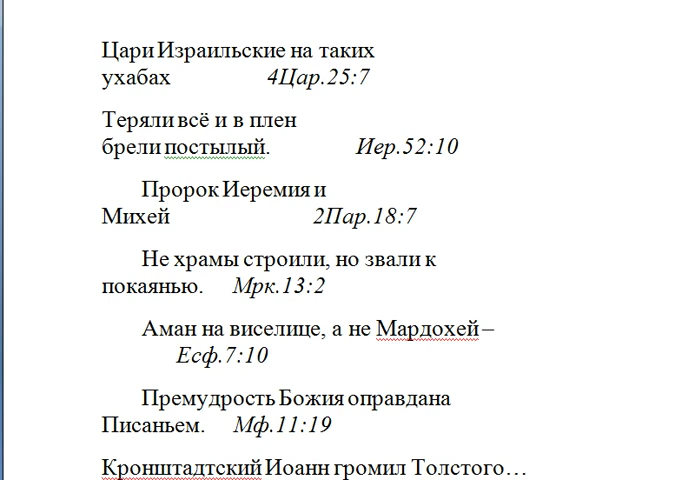 Цари Израильские на таких
ухабах 4Цар.25:7
Теряли всё и в плен
брели постылый. Иер.52:10
Пророк Иеремия и
Михей 2Пар.18:7
Не храмы строили, но звали к
покаянью. Мрк.13:2
Аман на виселице, а не Мардохей –
Есф.7:10
Премудрость Божия оправдана
Писаньем. Мф.11:19
Кронштадтский Иоанн громил Толстого…